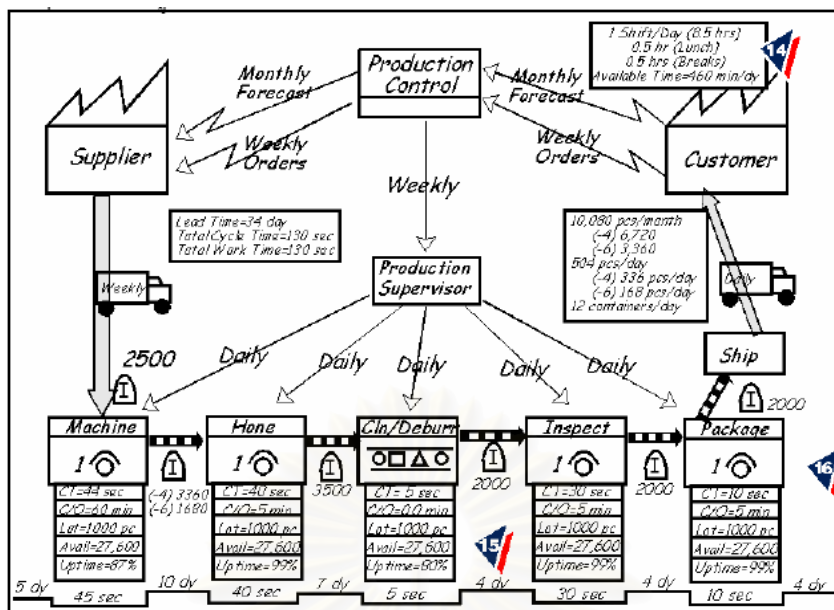 1 Shift/Day (8.5 hrs)
0.5 hr (Lunch)
0.5 hrs (Breaks)
Available Time=460 min/dy
14
Production
Control
Monthly
Forecast
Monthly
Forecast
Supplier
Weekly
Orders
Weekly
Orders
Customer
Weekly
Lead Time=34 day
Total Cycle Time=130 sec
Total Work Time=130 sec
10,080 pcs/month
(-4) 6,720
(-6) 3,360
504 pcs/day
(-4) 336 pcs/day
(-6) 168 pcs/day
12 containers/day
Weekly
Production
Supervisor
Daily
Ship
2500
I
Daily
Daily
Daily
Daily
Daily
I
2000
Machine
1
Hone
1
Cln/Deburr
Inspect
1
Package
1
I
(-4) 3360
(-6) 1680
I
3500
I
2000
I
2000
16
CT=44 sec
C/O=60 min
Lot=1000 pc
Avail=27,600
Uptime=87%
CT=40 sec
C/O=5 min
Lot=1000 pc
Avail=27,600
Uptime=99%
CT= 5 sec
C/O=0.0 min
Lot=1000 pc
Avail=27,600
Uptime=80%
15
CT=30 sec
C/O=5 min
Lot=1000 pc
Avail=27,600
Uptime=99%
CT=10 sec
C/O=5 min
Lot=1000 pc
Avail=27,600
Uptime=99%
5 dy
45 sec
10 dy
40 sec
7 dy
5 sec
4 dy
30 sec
4 dy
10 sec
4 dy